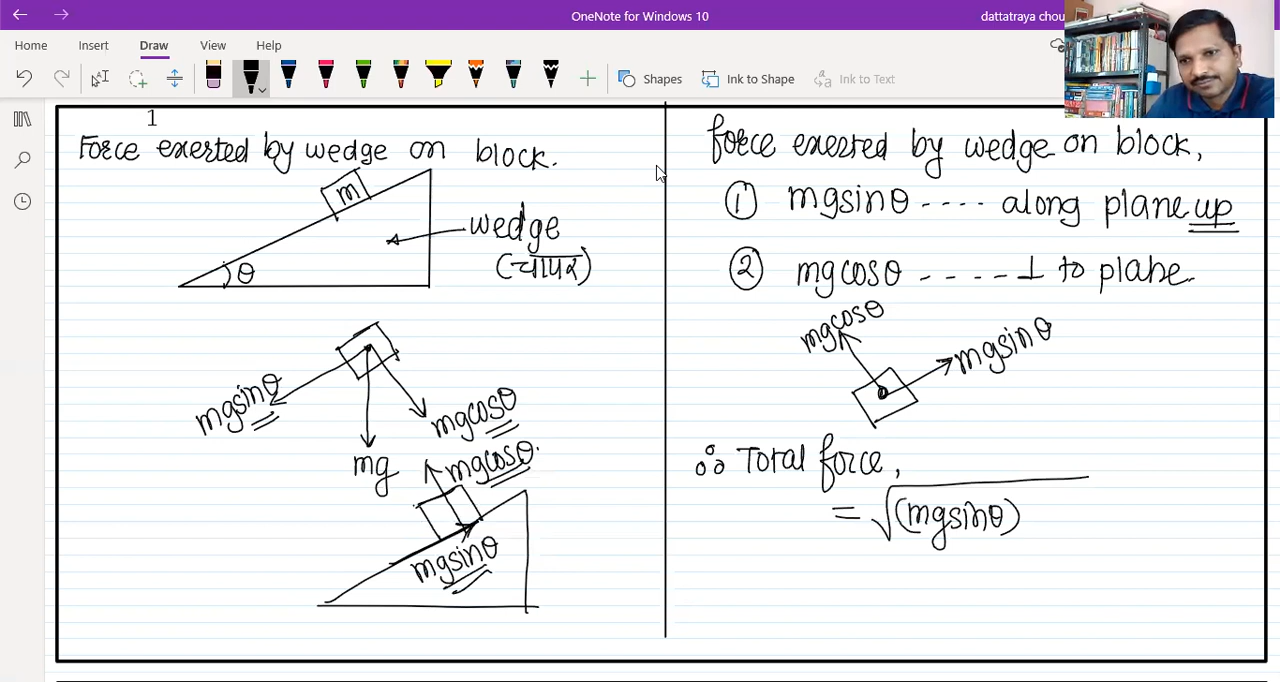 OneNote for Windows 10
dattatraya chou
Home Insert Draw View Help
Shapes Ink to Shape Ink to Text
1
Force exerted by wedge on block.
m
wedge
θ
mgsinθ
mgcosθ
mg
mgcosθ.
mgsinθ
force exerted by wedge on block,
① mgsinθ ---- along plane up
② mgcosθ ----- ⊥ to plane.
mgcosθ
mgsinθ
∴ Total force,
= √(mgsinθ)